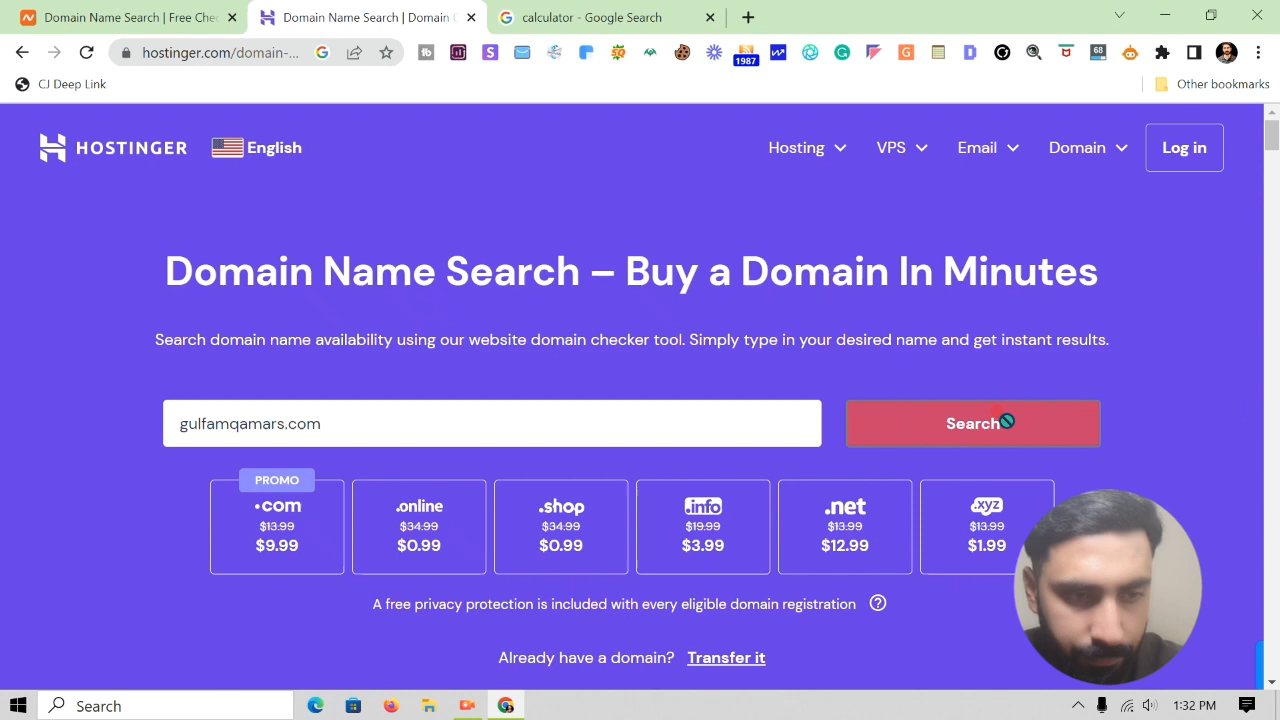 Domain Name Search | Free Che
Domain Name Search | Domain C
calculator - Google Search
hostinger.com/domain-...
1987
68
CJ Deep Link
Other bookmarks
HOSTINGER
English
Hosting
VPS
Email
Domain
Log in
Domain Name Search – Buy a Domain In Minutes
Search domain name availability using our website domain checker tool. Simply type in your desired name and get instant results.
gulfamqamars.com
Search
PROMO
.com
$13.99
$9.99
.online
$34.99
$0.99
.shop
$34.99
$0.99
.info
$19.99
$3.99
.net
$13.99
$12.99
.xyz
$13.99
$1.99
A free privacy protection is included with every eligible domain registration
Already have a domain? Transfer it
Search
1:32 PM